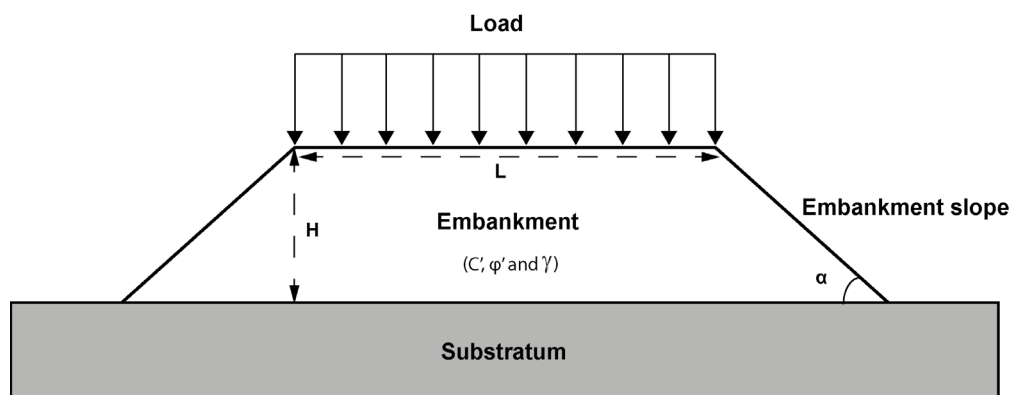 Load
L
H
Embankment slope
Embankment
(C', φ' and γ)
α
Substratum